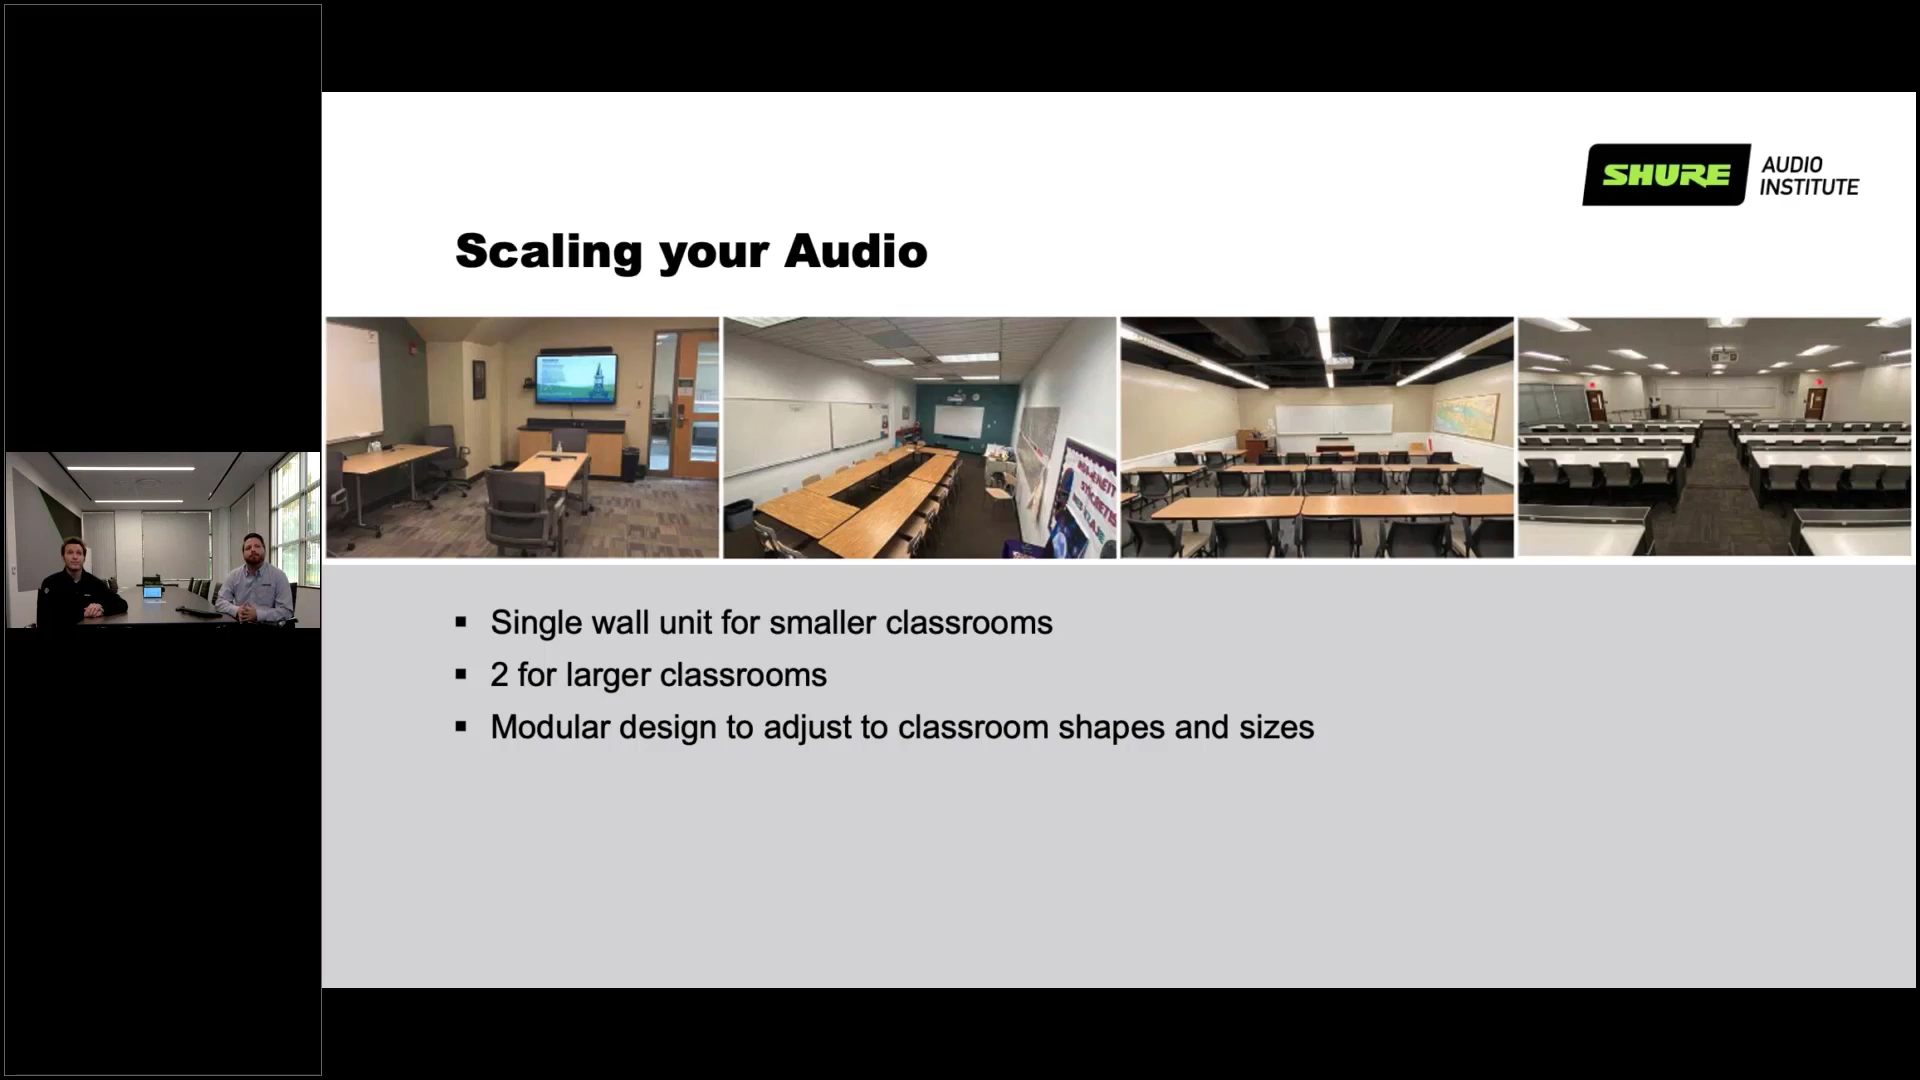 SHURE
AUDIO
INSTITUTE
Scaling your Audio
▪ Single wall unit for smaller classrooms
▪ 2 for larger classrooms
▪ Modular design to adjust to classroom shapes and sizes